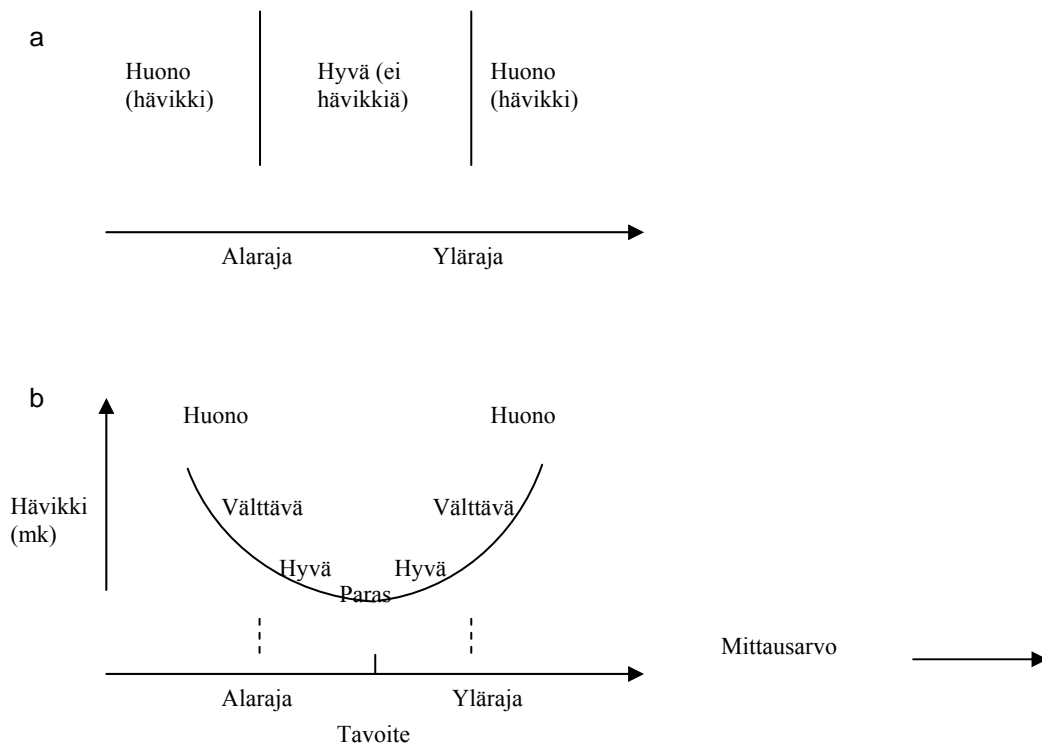 a
Huono
(hävikki)
Hyvä (ei
hävikkiä)
Huono
(hävikki)
Alaraja
Yläraja
b
Huono
Huono
Hävikki
(mk)
Välttävä
Välttävä
Hyvä
Hyvä
Paras
Mittausarvo
Alaraja
Yläraja
Tavoite